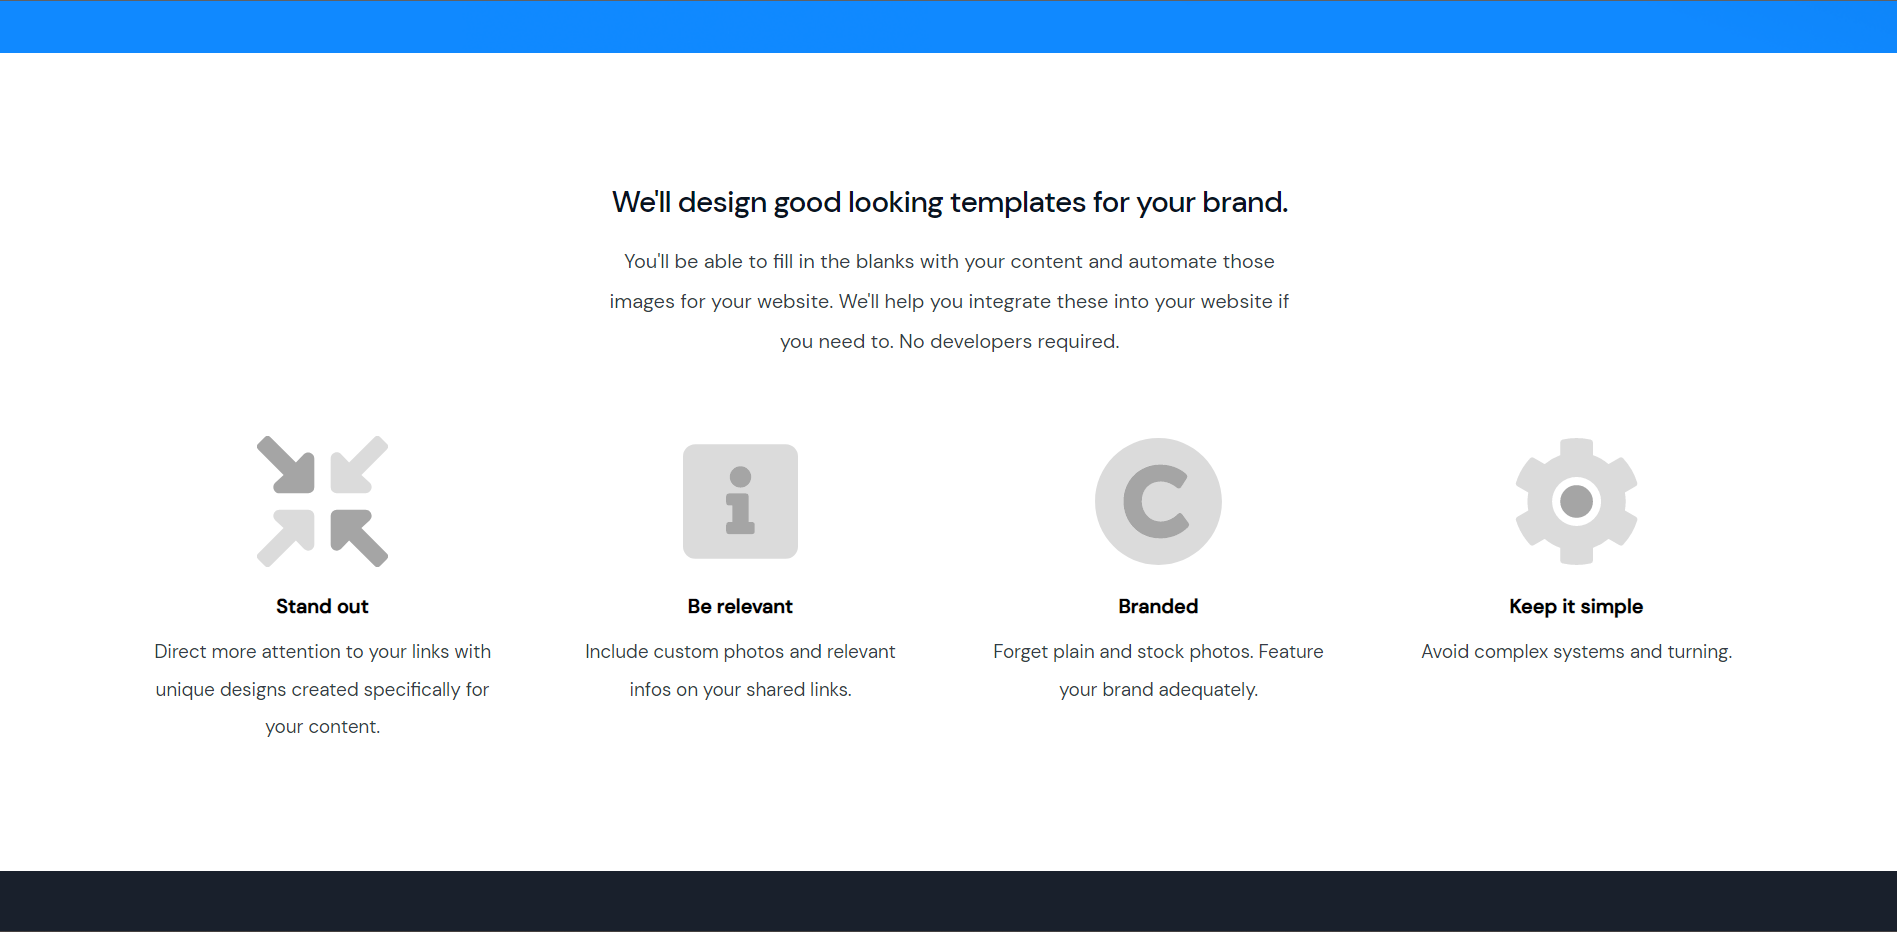 We'll design good looking templates for your brand.
You'll be able to fill in the blanks with your content and automate those
images for your website. We'll help you integrate these into your website if
you need to. No developers required.
Stand out
Direct more attention to your links with
unique designs created specifically for
your content.
Be relevant
Include custom photos and relevant
infos on your shared links.
Branded
Forget plain and stock photos. Feature
your brand adequately.
Keep it simple
Avoid complex systems and turning.